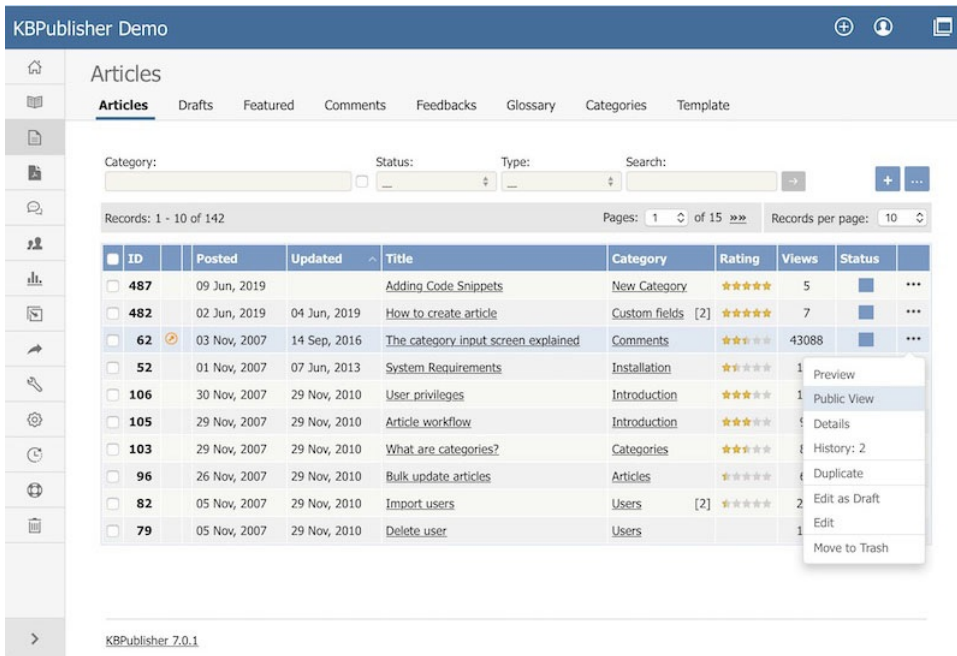 KBPublisher Demo
Articles
Articles Drafts Featured Comments Feedbacks Glossary Categories Template
Category: Status: Type: Search:
__ __
+ ...
Records: 1 - 10 of 142 Pages: 1 of 15 »» Records per page: 10
ID Posted Updated Title Category Rating Views Status
487 09 Jun, 2019 Adding Code Snippets New Category 5 •••
482 02 Jun, 2019 04 Jun, 2019 How to create article Custom fields [2] 7 •••
62 03 Nov, 2007 14 Sep, 2016 The category input screen explained Comments 43088 •••
52 01 Nov, 2007 07 Jun, 2013 System Requirements Installation
106 30 Nov, 2007 29 Nov, 2010 User privileges Introduction
105 29 Nov, 2007 29 Nov, 2010 Article workflow Introduction
103 29 Nov, 2007 29 Nov, 2010 What are categories? Categories
96 26 Nov, 2007 29 Nov, 2010 Bulk update articles Articles
82 05 Nov, 2007 29 Nov, 2010 Import users Users [2]
79 05 Nov, 2007 29 Nov, 2010 Delete user Users
Preview
Public View
Details
History: 2
Duplicate
Edit as Draft
Edit
Move to Trash
KBPublisher 7.0.1